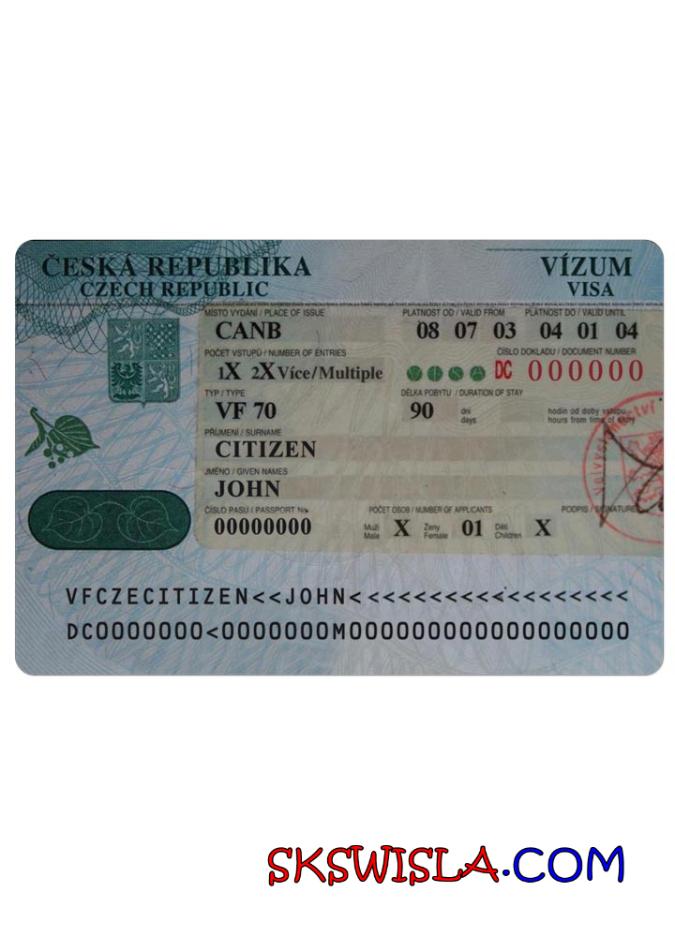 ČESKÁ REPUBLIKA
CZECH REPUBLIC
VÍZUM
VISA
MÍSTO VYDÁNÍ / PLACE OF ISSUE
CANB
PLATNOST OD / VALID FROM
08 07 03
PLATNOST DO / VALID UNTIL
04 01 04
POČET VSTUPŮ / NUMBER OF ENTRIES
1X 2X Více/Multiple
ČÍSLO DOKLADU / DOCUMENT NUMBER
DC 000000
TYP / TYPE
VF 70
DÉLKA POBYTU / DURATION OF STAY
90
dní
days
hodin od doby vstupu
hours from time of entry
PŘÍJMENÍ / SURNAME
CITIZEN
JMÉNO / GIVEN NAMES
JOHN
ČÍSLO PASU / PASSPORT No
00000000
POČET OSOB / NUMBER OF APPLICANTS
Muži
Male
X
Ženy
Female
01
Děti
Children
X
PODPIS / SIGNATURE
VFCZECITIZEN<<JOHN<<<<<<<<<<<<<<<<<<
DC0000000<0000000M000000000000000000
SKSWISLA.COM